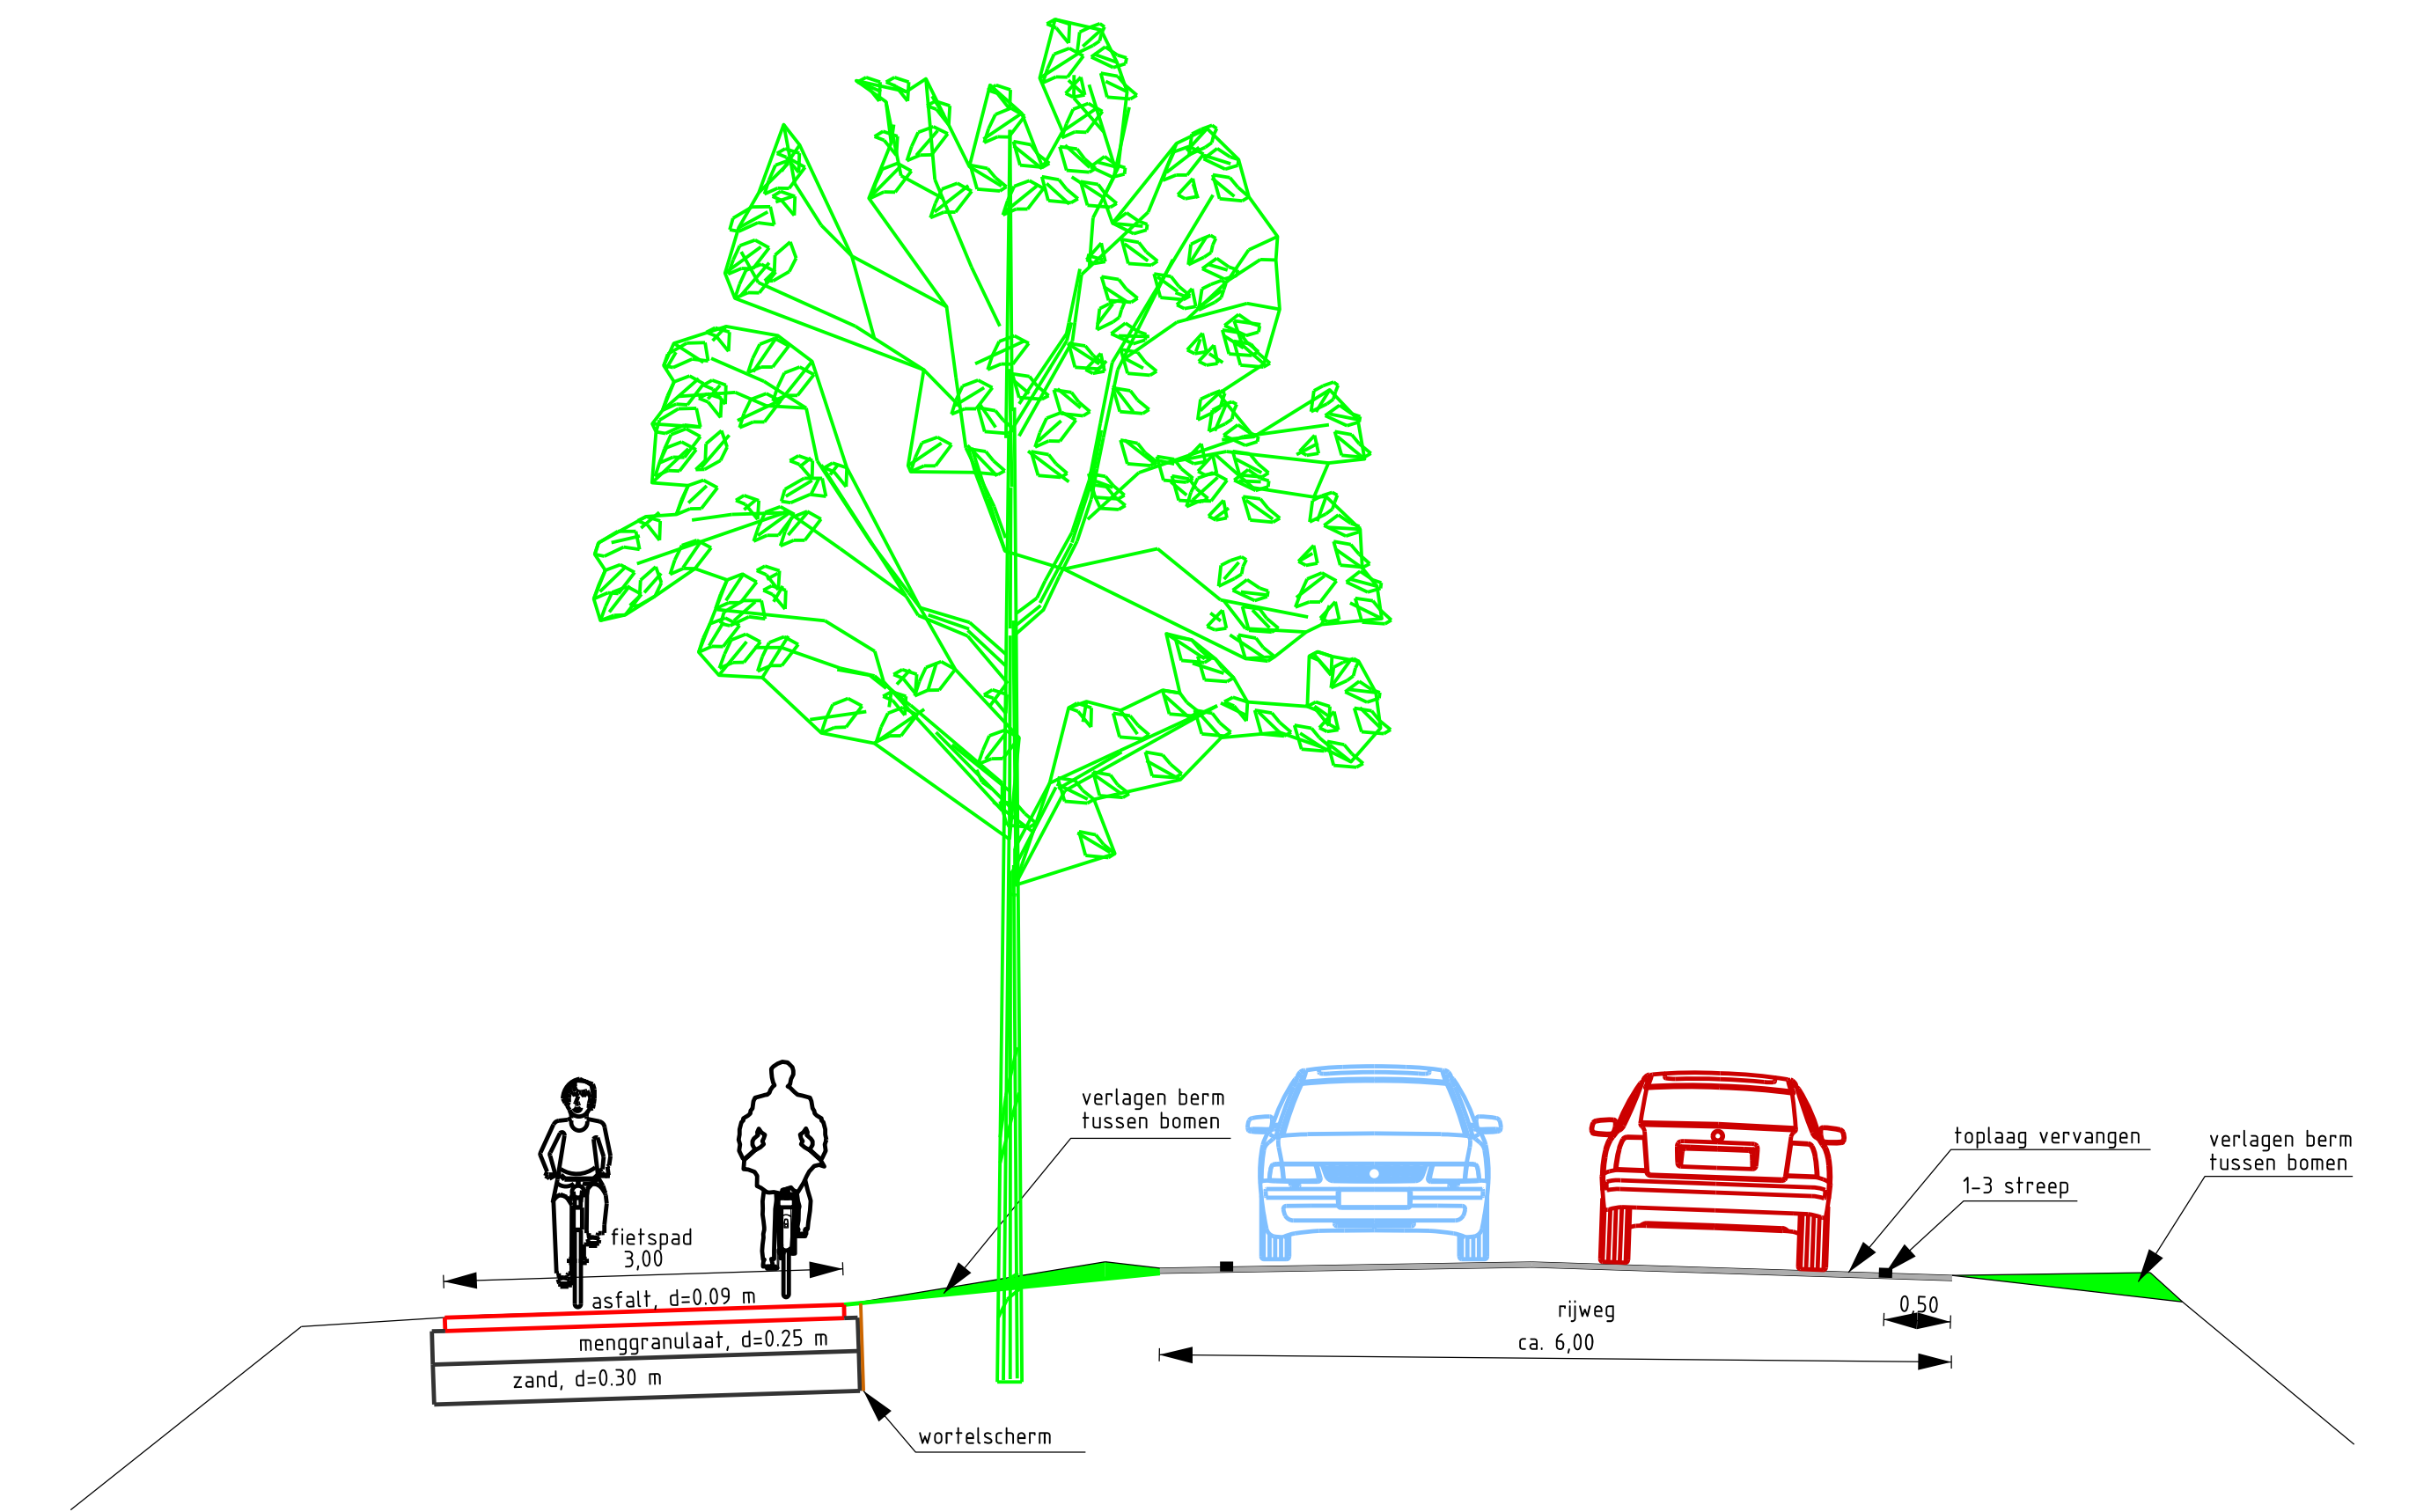 verlagen berm
tussen bomen
toplaag vervangen
verlagen berm
tussen bomen
1-3 streep
fietspad
3,00
asfalt, d=0.09 m
menggranulaat, d=0.25 m
zand, d=0.30 m
rijweg
ca. 6,00
0,50
wortelscherm